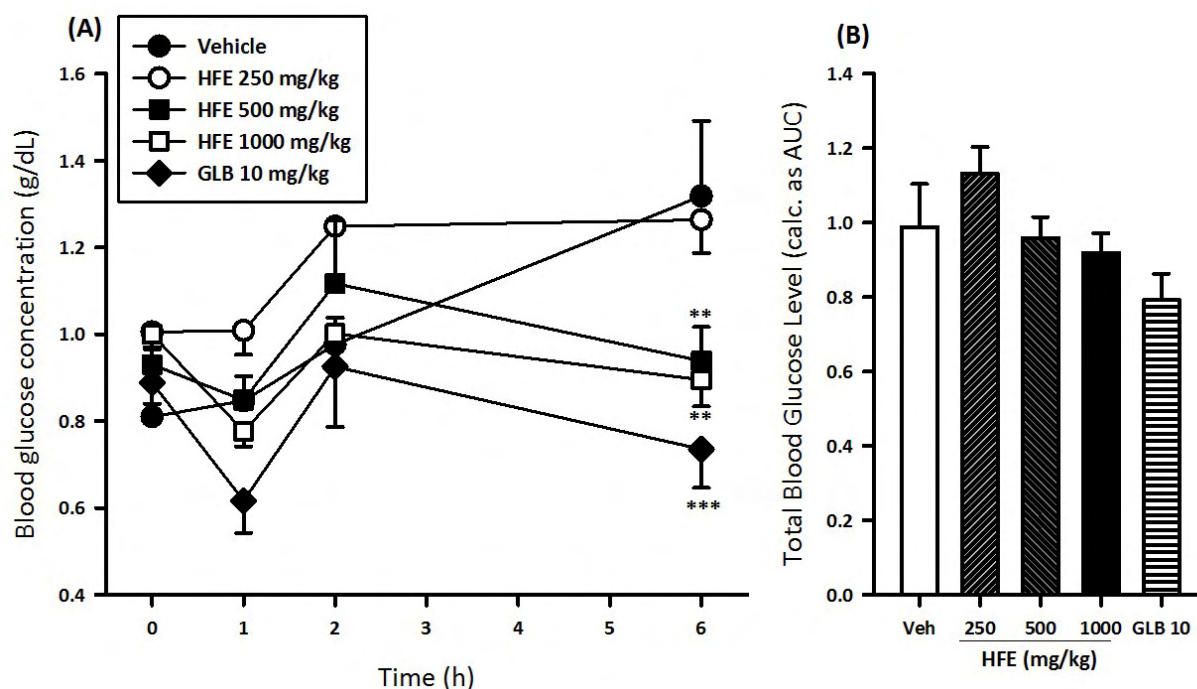 (A)
Vehicle
HFE 250 mg/kg
HFE 500 mg/kg
HFE 1000 mg/kg
GLB 10 mg/kg
Blood glucose concentration (g/dL)
1.6
1.4
1.2
1.0
0.8
0.6
0.4
**
**
***
0 1 2 3 4 5 6
Time (h)
(B)
Total Blood Glucose Level (calc. as AUC)
1.4
1.2
1.0
0.8
0.6
0.4
0.2
0.0
Veh 250 500 1000 GLB 10
HFE (mg/kg)